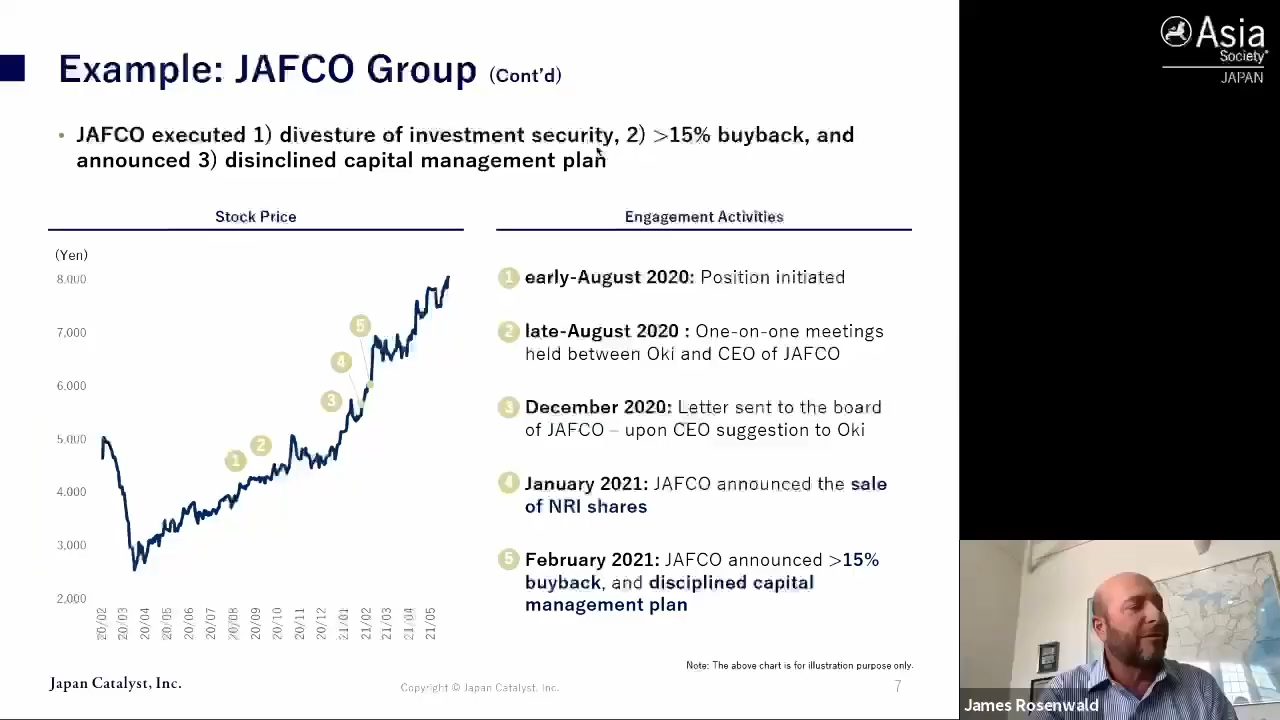 Asia
Society
JAPAN
Example: JAFCO Group (Cont'd)
• JAFCO executed 1) divesture of investment security, 2) >15% buyback, and
announced 3) disinclined capital management plan
Stock Price
(Yen)
8,000
7,000
6,000
5,000
4,000
3,000
2,000
1
2
3
4
5
20/02
20/03
20/04
20/05
20/06
20/07
20/08
20/09
20/10
20/11
20/12
21/01
21/02
21/03
21/04
21/05
Engagement Activities
1 early-August 2020: Position initiated
2 late-August 2020 : One-on-one meetings
held between Oki and CEO of JAFCO
3 December 2020: Letter sent to the board
of JAFCO – upon CEO suggestion to Oki
4 January 2021: JAFCO announced the sale
of NRI shares
5 February 2021: JAFCO announced >15%
buyback, and disciplined capital
management plan
Note: The above chart is for illustration purpose only.
Japan Catalyst, Inc.
Copyright © Japan Catalyst, Inc.
7
James Rosenwald